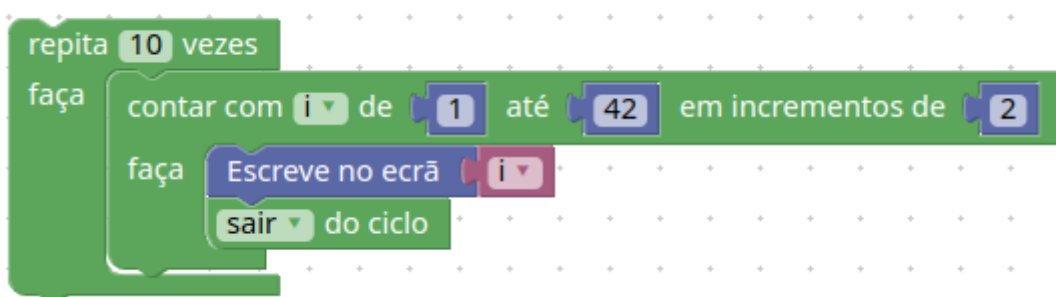 repita 10 vezes
faça
contar com i de 1 até 42 em incrementos de 2
faça
Escreve no ecrã i
sair do ciclo